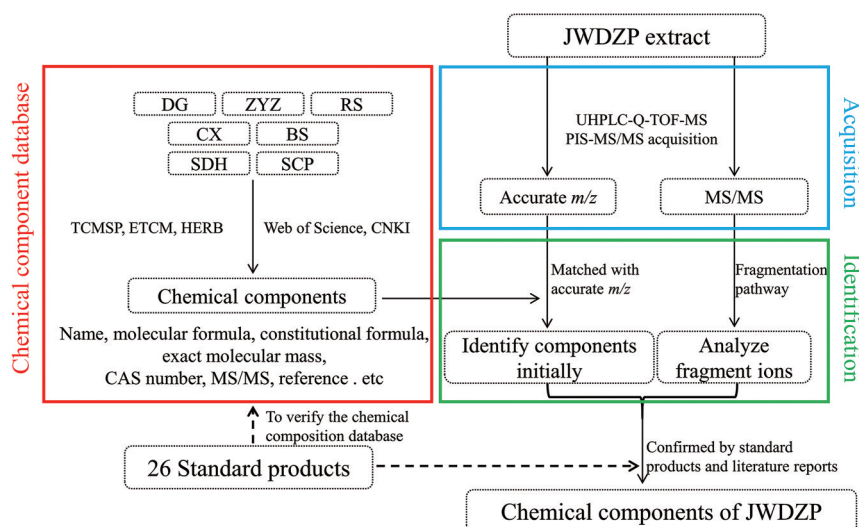 JWDZP extract
Chemical component database
DG
ZYZ
RS
CX
BS
SDH
SCP
TCMSP, ETCM, HERB
Web of Science, CNKI
Chemical components
Name, molecular formula, constitutional formula,
exact molecular mass,
CAS number, MS/MS, reference . etc
To verify the chemical
composition database
26 Standard products
Acquisition
UHPLC-Q-TOF-MS
PIS-MS/MS acquisition
Accurate m/z
MS/MS
Identification
Matched with
accurate m/z
Fragmentation
pathway
Identify components
initially
Analyze
fragment ions
Confirmed by standard
products and literature reports
Chemical components of JWDZP